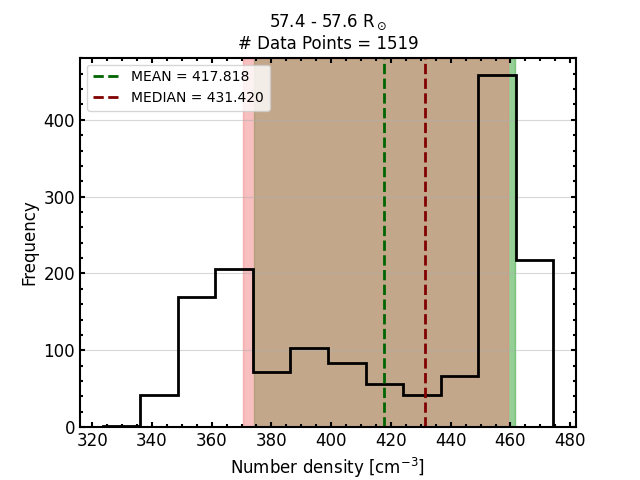 57.4 - 57.6 R⊙
# Data Points = 1519
MEAN = 417.818
MEDIAN = 431.420
Frequency
400
300
200
100
0
320 340 360 380 400 420 440 460 480
Number density [cm⁻³]